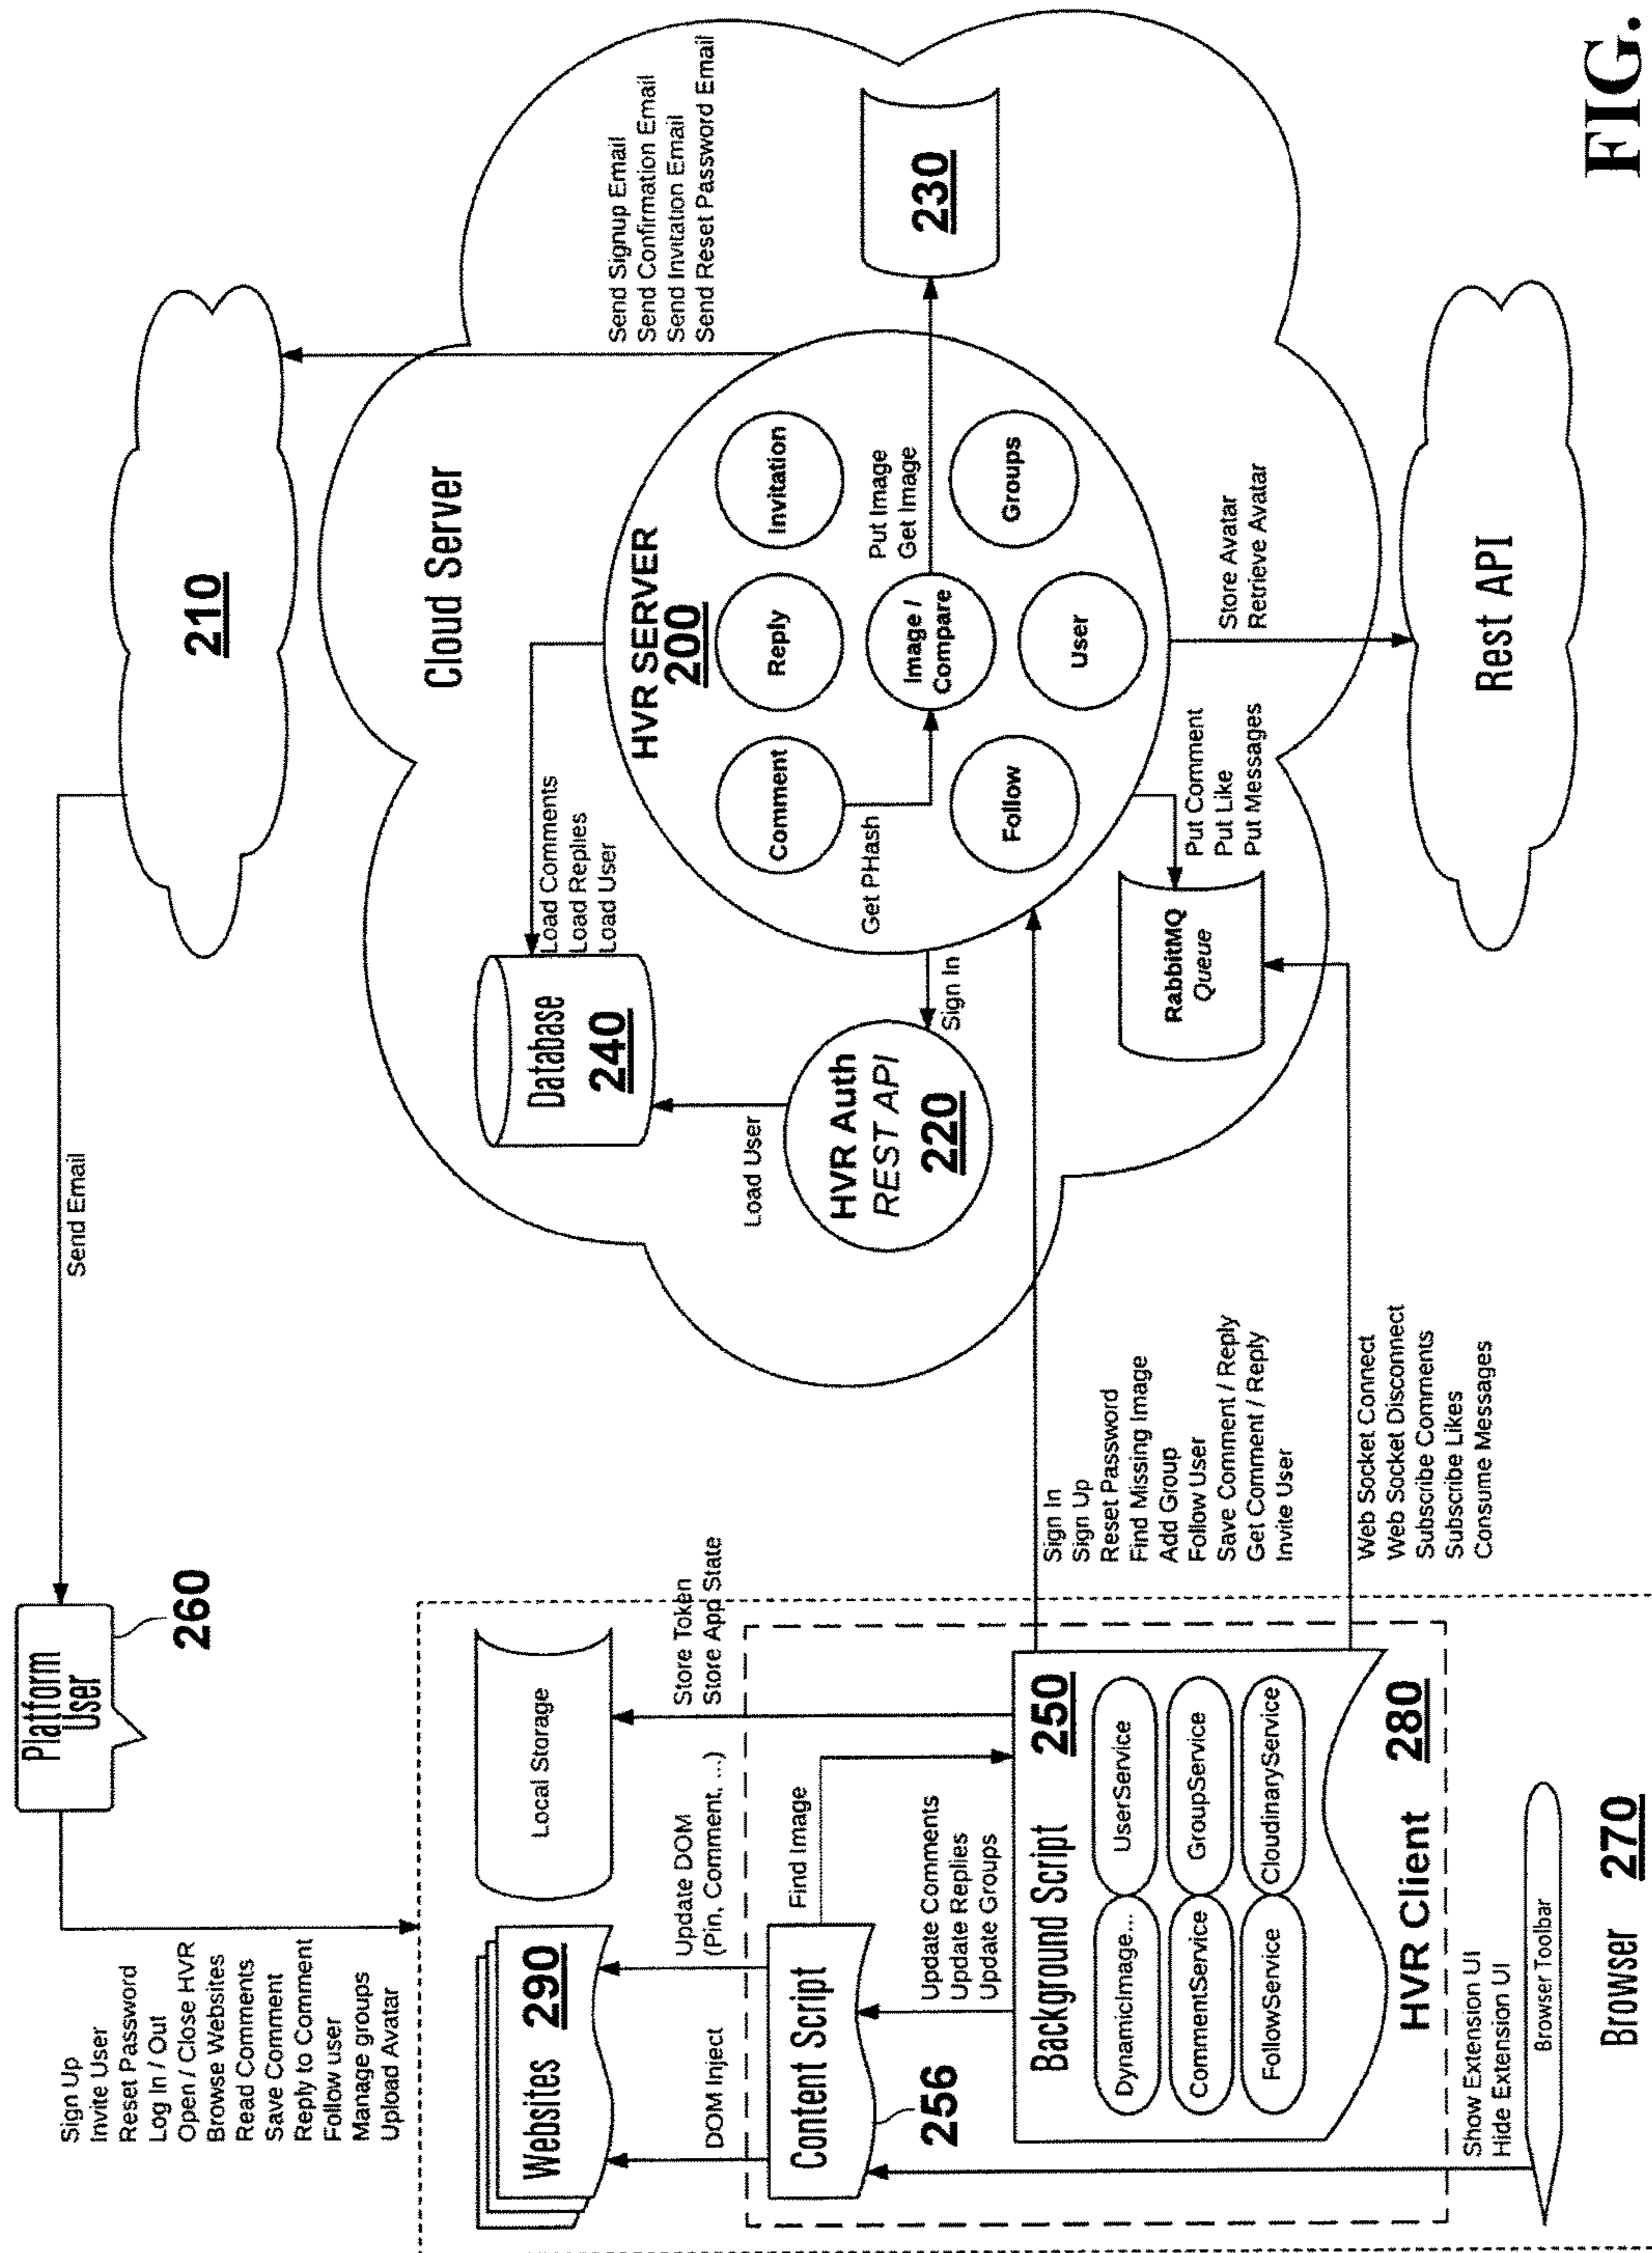 Platform
User
260
Send Email
210
Sign Up
Invite User
Reset Password
Log In / Out
Open / Close HVR
Browse Websites
Read Comments
Save Comment
Reply to Comment
Follow user
Manage groups
Upload Avatar
Cloud Server
Send Signup Email
Send Confirmation Email
Send Invitation Email
Send Reset Password Email
Websites 290
Local Storage
Database
240
Load Comments
Load Replies
Load User
HVR SERVER
200
Comment
Reply
Invitation
Get PHash
Image /
Compare
Put Image
Get Image
230
Follow
User
Groups
Load User
HVR Auth
REST API
220
Sign In
DOM Inject
Update DOM
(Pin, Comment, ...)
Store Token
Store App State
Content Script
256
Find Image
Update Comments
Update Replies
Update Groups
Background Script 250
DynamicImage...
UserService
CommentService
GroupService
FollowService
CloudinaryService
HVR Client 280
Sign In
Sign Up
Reset Password
Find Missing Image
Add Group
Follow User
Save Comment / Reply
Get Comment / Reply
Invite User
RabbitMQ
Queue
Put Comment
Put Like
Put Messages
Store Avatar
Retrieve Avatar
Web Socket Connect
Web Socket Disconnect
Subscribe Comments
Subscribe Likes
Consume Messages
Show Extension UI
Hide Extension UI
Browser Toolbar
Browser 270
Rest API
FIG.